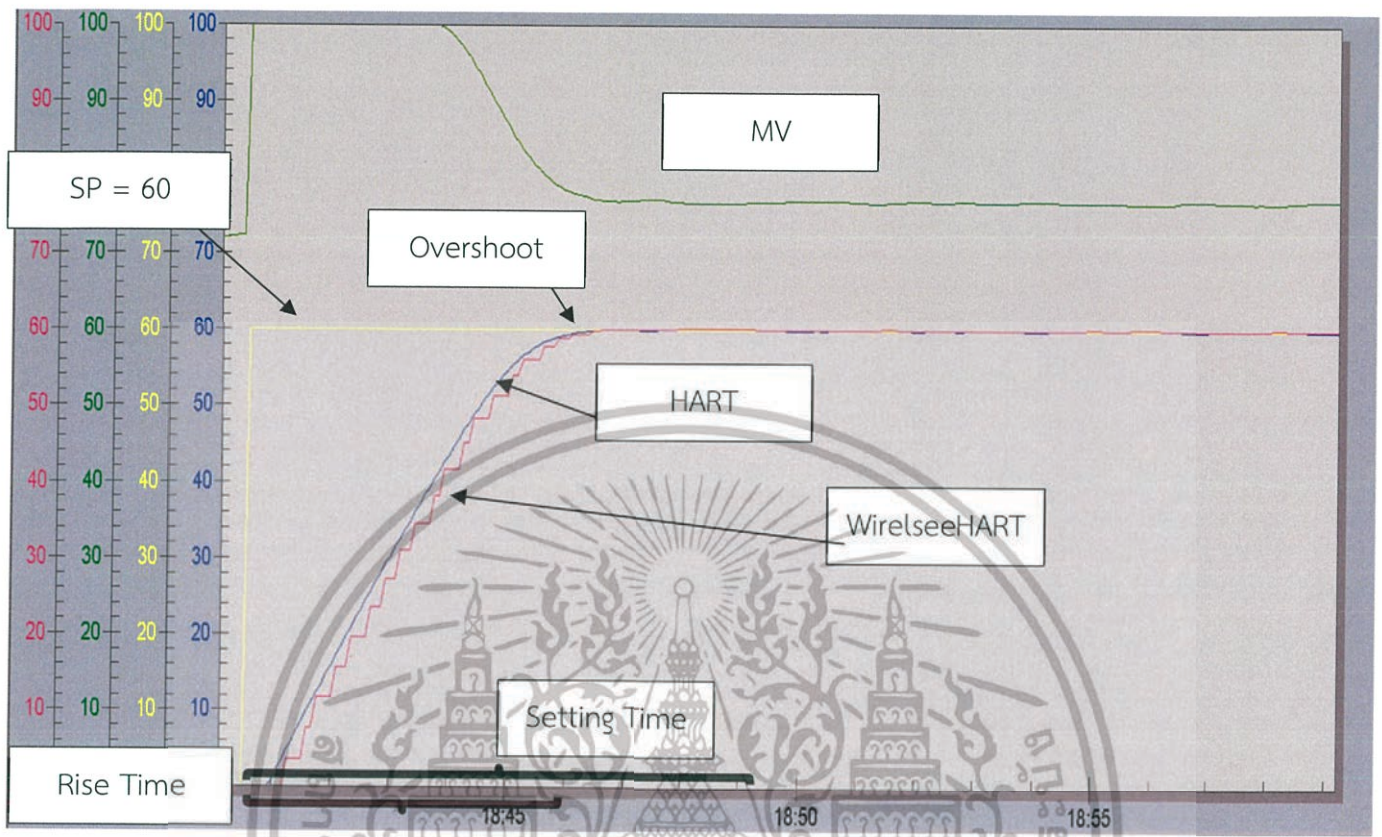 100 100 100 100
90 90 90 90
MV
SP = 60
Overshoot
70 70 70 70
60 60 60 60
50 50 50 50
HART
40 40 40 40
WirelseeHART
30 30 30 30
20 20 20 20
10 10 10 10
Setting Time
Rise Time
18:45 18:50 18:55